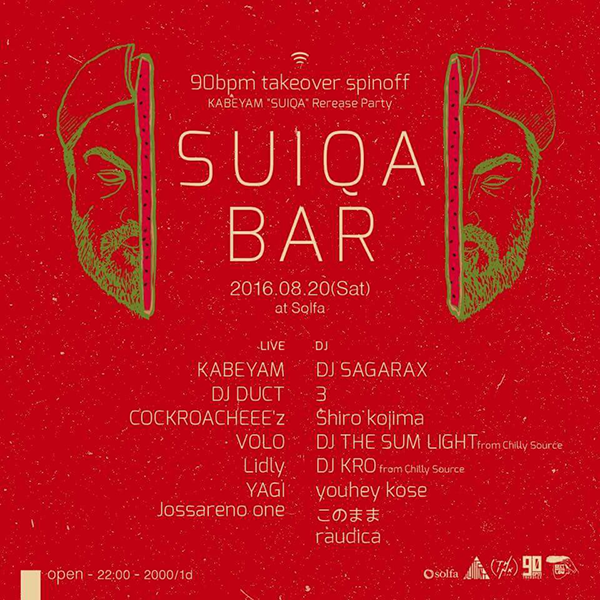 90bpm takeover spinoff
KABEYAM "SUIQA" Rerease Party
SUIQA
BAR
2016.08.20(Sat)
at Solfa
LIVE
KABEYAM
DJ DUCT
COCKROACHEEE'z
VOLO
Lidly
YAGI
Jossareno one
DJ
DJ SAGARAX
3
Shiro kojima
DJ THE SUM LIGHT from Chilly Source
DJ KRO from Chilly Source
youhey kose
このまま
raudica
open - 22:00 - 2000/1d
solfa
90